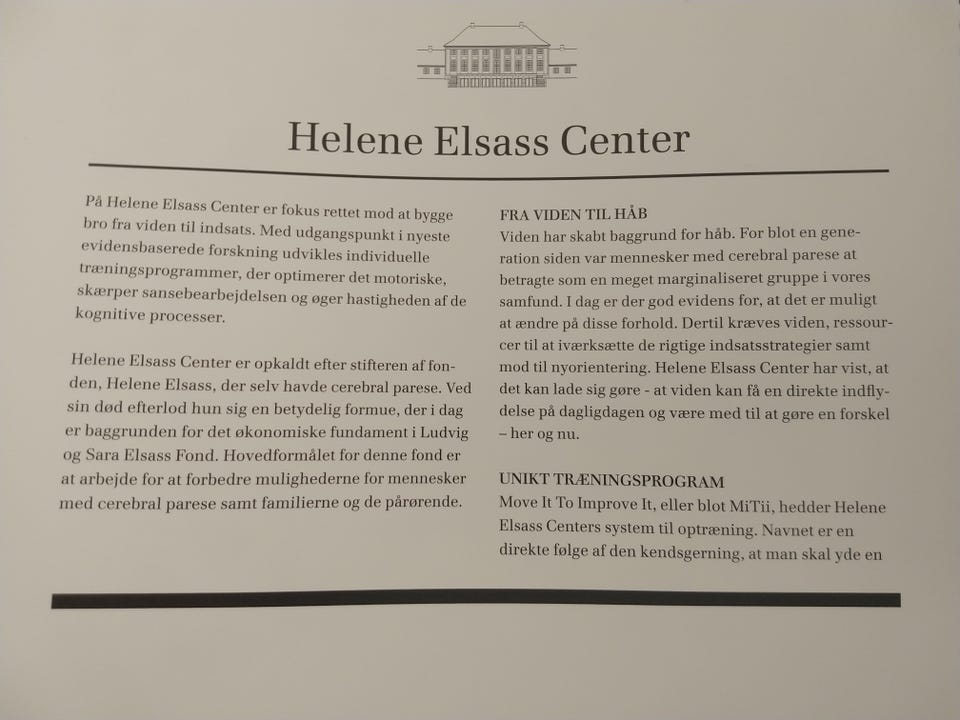 Helene Elsass Center
På Helene Elsass Center er fokus rettet mod at bygge
bro fra viden til indsats. Med udgangspunkt i nyeste
evidensbaserede forskning udvikles individuelle
træningsprogrammer, der optimerer det motoriske,
skærper sansebearbejdelsen og øger hastigheden af de
kognitive processer.
Helene Elsass Center er opkaldt efter stifteren af fon-
den, Helene Elsass, der selv havde cerebral parese. Ved
sin død efterlod hun sig en betydelig formue, der i dag
er baggrunden for det økonomiske fundament i Ludvig
og Sara Elsass Fond. Hovedformålet for denne fond er
at arbejde for at forbedre mulighederne for mennesker
med cerebral parese samt familierne og de pårørende.
FRA VIDEN TIL HÅB
Viden har skabt baggrund for håb. For blot en gene-
ration siden var mennesker med cerebral parese at
betragte som en meget marginaliseret gruppe i vores
samfund. I dag er der god evidens for, at det er muligt
at ændre på disse forhold. Dertil kræves viden, ressour-
cer til at iværksætte de rigtige indsatsstrategier samt
mod til nyorientering. Helene Elsass Center har vist, at
det kan lade sig gøre - at viden kan få en direkte indfly-
delse på dagligdagen og være med til at gøre en forskel
– her og nu.
UNIKT TRÆNINGSPROGRAM
Move It To Improve It, eller blot MiTii, hedder Helene
Elsass Centers system til optræning. Navnet er en
direkte følge af den kendsgerning, at man skal yde en